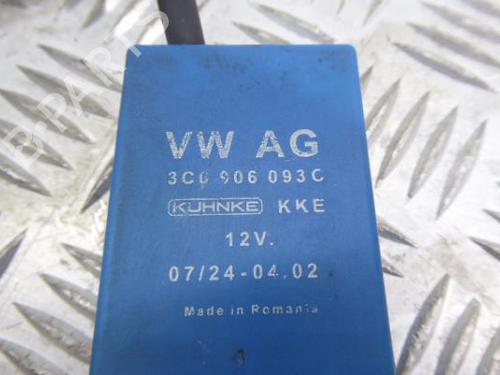 VW AG
3C0 906 093C
KUHNKE KKE
12V.
07/24-04.02
Made in Romania